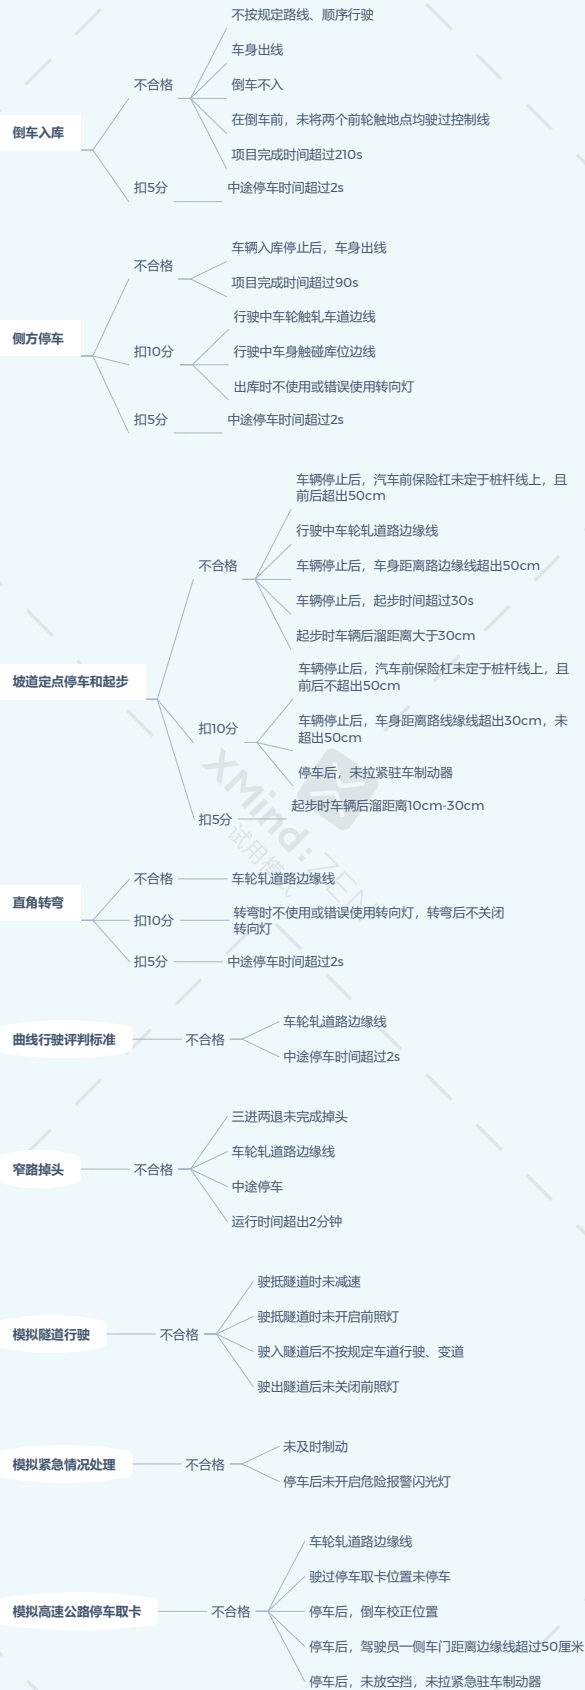 倒车入库
不合格
不按规定路线、顺序行驶
车身出线
倒车不入
在倒车前，未将两个前轮触地点均驶过控制线
项目完成时间超过210s
扣5分
中途停车时间超过2s
侧方停车
不合格
车辆入库停止后，车身出线
项目完成时间超过90s
扣10分
行驶中车轮触轧车道边线
行驶中车身触碰库位边线
出库时不使用或错误使用转向灯
扣5分
中途停车时间超过2s
坡道定点停车和起步
不合格
车辆停止后，汽车前保险杠未定于桩杆线上，且
前后超出50cm
行驶中车轮轧道路边缘线
车辆停止后，车身距离路边缘线超出50cm
车辆停止后，起步时间超过30s
起步时车辆后溜距离大于30cm
扣10分
车辆停止后，汽车前保险杠未定于桩杆线上，且
前后不超出50cm
车辆停止后，车身距离路线缘线超出30cm，未
超出50cm
停车后，未拉紧驻车制动器
扣5分
起步时车辆后溜距离10cm-30cm
XMind: ZEN
试用模式
直角转弯
不合格
车轮轧道路边缘线
扣10分
转弯时不使用或错误使用转向灯，转弯后不关闭
转向灯
扣5分
中途停车时间超过2s
曲线行驶评判标准
不合格
车轮轧道路边缘线
中途停车时间超过2s
窄路掉头
不合格
三进两退未完成掉头
车轮轧道路边缘线
中途停车
运行时间超出2分钟
模拟隧道行驶
不合格
驶抵隧道时未减速
驶抵隧道时未开启前照灯
驶入隧道后不按规定车道行驶、变道
驶出隧道后未关闭前照灯
模拟紧急情况处理
不合格
未及时制动
停车后未开启危险报警闪光灯
模拟高速公路停车取卡
不合格
车轮轧道路边缘线
驶过停车取卡位置未停车
停车后，倒车校正位置
停车后，驾驶员一侧车门距离边缘线超过50厘米
停车后，未放空挡，未拉紧急驻车制动器